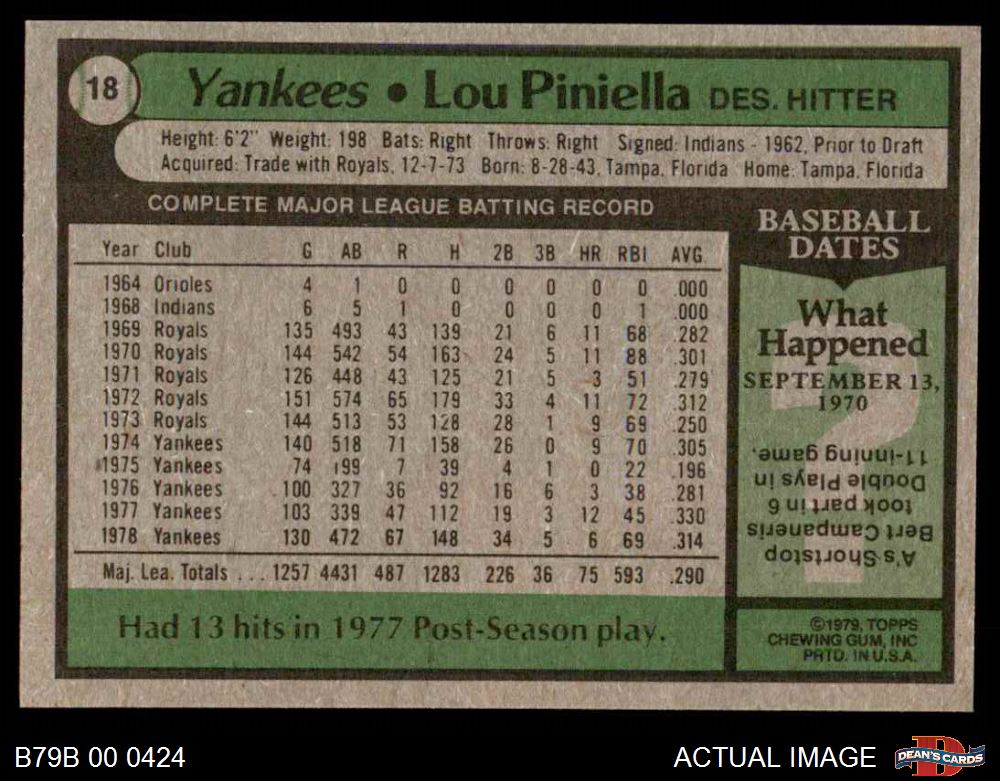 18
Yankees • Lou Piniella DES. HITTER
Height: 6'2" Weight: 198 Bats: Right Throws: Right Signed: Indians - 1962, Prior to Draft
Acquired: Trade with Royals, 12-7-73 Born: 8-28-43, Tampa, Florida Home: Tampa, Florida
COMPLETE MAJOR LEAGUE BATTING RECORD
Year Club G AB R H 2B 3B HR RBI AVG.
1964 Orioles 4 1 0 0 0 0 0 0 .000
1968 Indians 6 5 1 0 0 0 0 1 .000
1969 Royals 135 493 43 139 21 6 11 68 .282
1970 Royals 144 542 54 163 24 5 11 88 .301
1971 Royals 126 448 43 125 21 5 3 51 .279
1972 Royals 151 574 65 179 33 4 11 72 .312
1973 Royals 144 513 53 128 28 1 9 69 .250
1974 Yankees 140 518 71 158 26 0 9 70 .305
1975 Yankees 74 199 7 39 4 1 0 22 .196
1976 Yankees 100 327 36 92 16 6 3 38 .281
1977 Yankees 103 339 47 112 19 3 12 45 .330
1978 Yankees 130 472 67 148 34 5 6 69 .314
Maj. Lea. Totals ... 1257 4431 487 1283 226 36 75 593 .290
Had 13 hits in 1977 Post-Season play.
BASEBALL
DATES
What
Happened
SEPTEMBER 13,
1970
A's Shortstop
Bert Campaneris
took part in 6
Double Plays in
11-inning game.
©1979, TOPPS
CHEWING GUM, INC
PRTD. IN U.S.A.
B79B 00 0424
ACTUAL IMAGE
D
DEAN'S CARDS